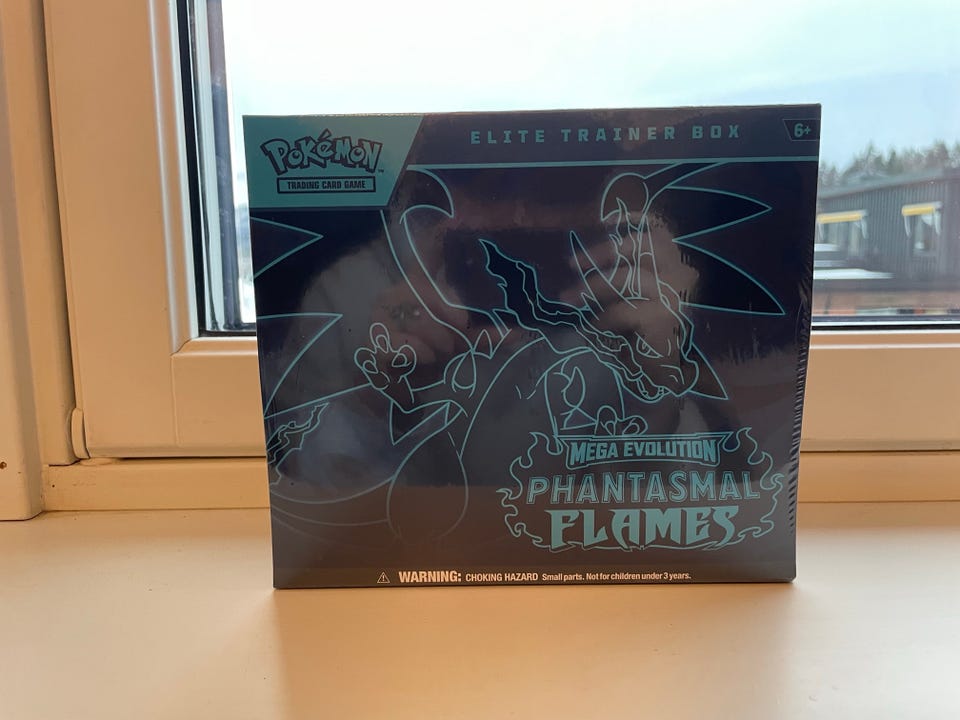 Pokémon
TRADING CARD GAME
ELITE TRAINER BOX
6+
MEGA EVOLUTION
PHANTASMAL
FLAMES
WARNING: CHOKING HAZARD Small parts. Not for children under 3 years.